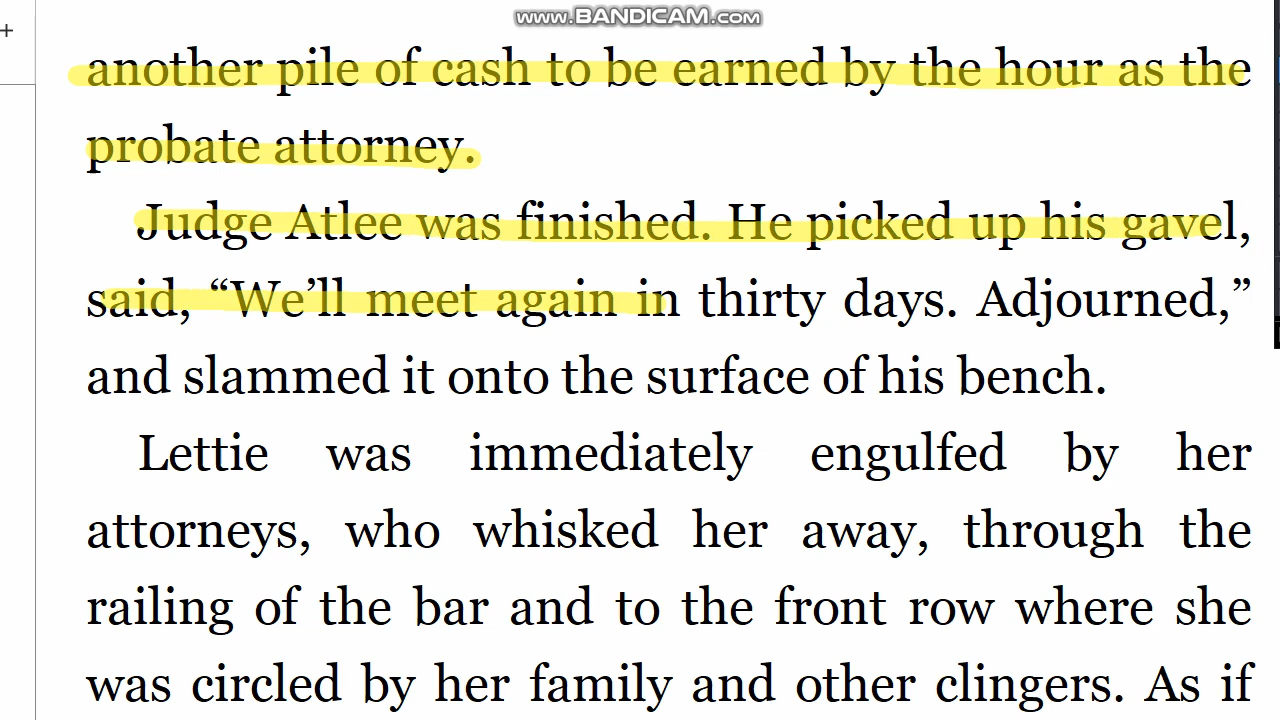 www.BANDICAM.com
another pile of cash to be earned by the hour as the
probate attorney.
Judge Atlee was finished. He picked up his gavel,
said, “We’ll meet again in thirty days. Adjourned,”
and slammed it onto the surface of his bench.
Lettie was immediately engulfed by her
attorneys, who whisked her away, through the
railing of the bar and to the front row where she
was circled by her family and other clingers. As if